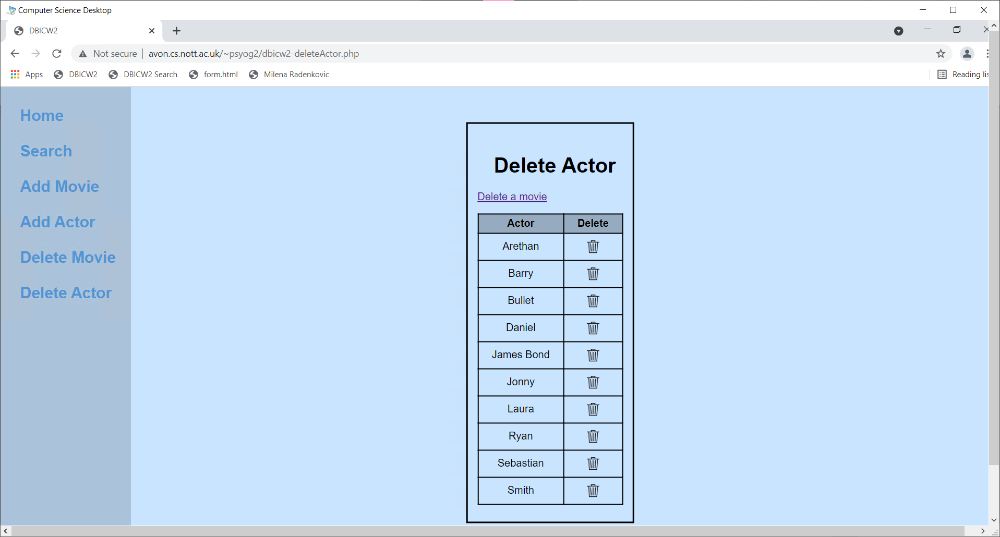 Computer Science Desktop
DBICW2
Not secure | avon.cs.nott.ac.uk/~psyog2/dbicw2-deleteActor.php
Apps DBICW2 DBICW2 Search form.html Milena Radenkovic Reading lis
Home
Search
Add Movie
Add Actor
Delete Movie
Delete Actor
Delete Actor
Delete a movie
Actor Delete
Arethan
Barry
Bullet
Daniel
James Bond
Jonny
Laura
Ryan
Sebastian
Smith